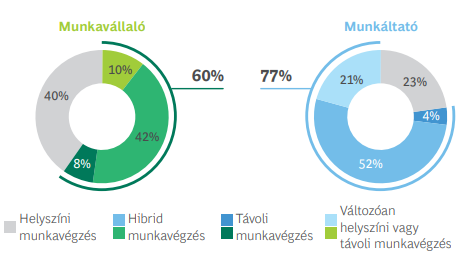 Munkavállaló
Munkáltató
10%
60%
77%
21%
23%
40%
42%
4%
8%
52%
Helyszíni
munkavégzés
Hibrid
munkavégzés
Távoli
munkavégzés
Változóan
helyszíni vagy
távoli munkavégzés